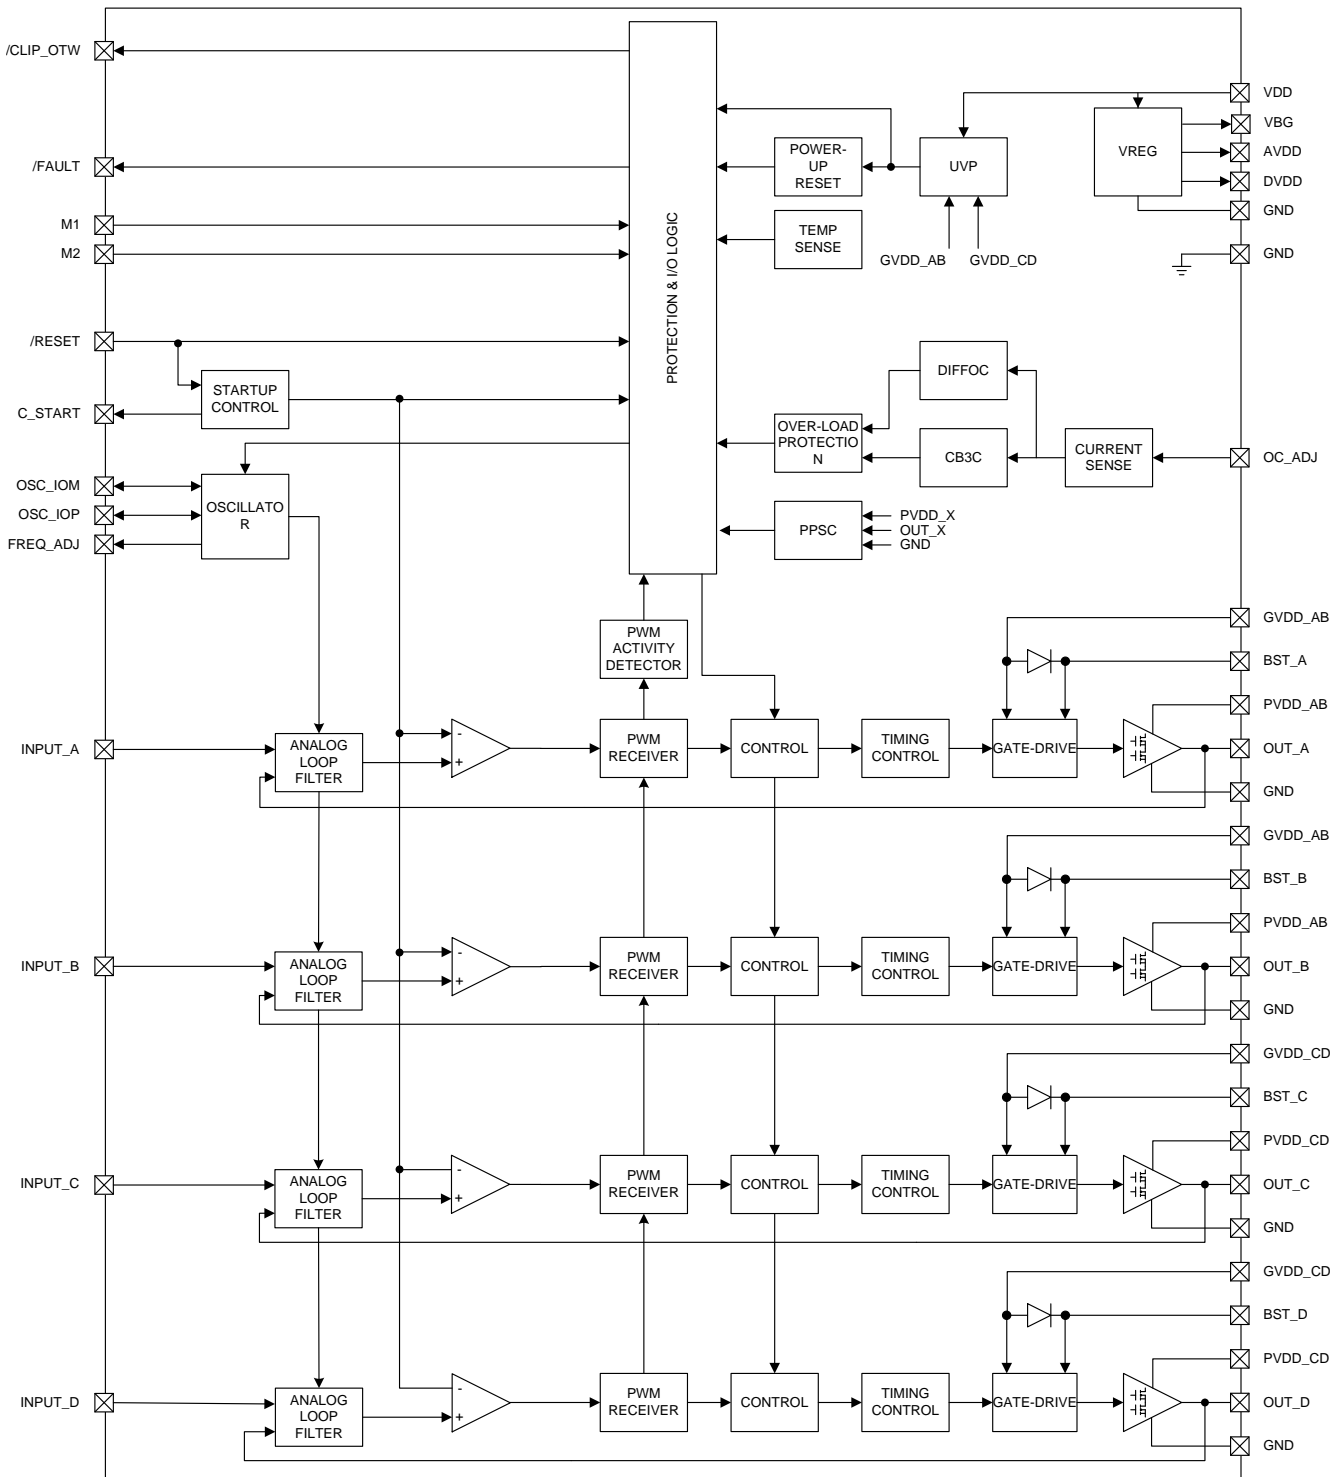 /CLIP_OTW
/FAULT
M1
M2
/RESET
C_START
OSC_IOM
OSC_IOP
FREQ_ADJ
STARTUP
CONTROL
OSCILLATO
R
PROTECTION & I/O LOGIC
POWER-
UP
RESET
UVP
TEMP
SENSE
GVDD_AB
GVDD_CD
VREG
VDD
VBG
AVDD
DVDD
GND
GND
DIFFOC
OVER-LOAD
PROTECTIO
N
CB3C
CURRENT
SENSE
OC_ADJ
PPSC
PVDD_X
OUT_X
GND
PWM
ACTIVITY
DETECTOR
INPUT_A
ANALOG
LOOP
FILTER
-
+
PWM
RECEIVER
CONTROL
TIMING
CONTROL
GATE-DRIVE
GVDD_AB
BST_A
PVDD_AB
OUT_A
GND
INPUT_B
ANALOG
LOOP
FILTER
-
+
PWM
RECEIVER
CONTROL
TIMING
CONTROL
GATE-DRIVE
GVDD_AB
BST_B
PVDD_AB
OUT_B
GND
INPUT_C
ANALOG
LOOP
FILTER
-
+
PWM
RECEIVER
CONTROL
TIMING
CONTROL
GATE-DRIVE
GVDD_CD
BST_C
PVDD_CD
OUT_C
GND
INPUT_D
ANALOG
LOOP
FILTER
-
+
PWM
RECEIVER
CONTROL
TIMING
CONTROL
GATE-DRIVE
GVDD_CD
BST_D
PVDD_CD
OUT_D
GND